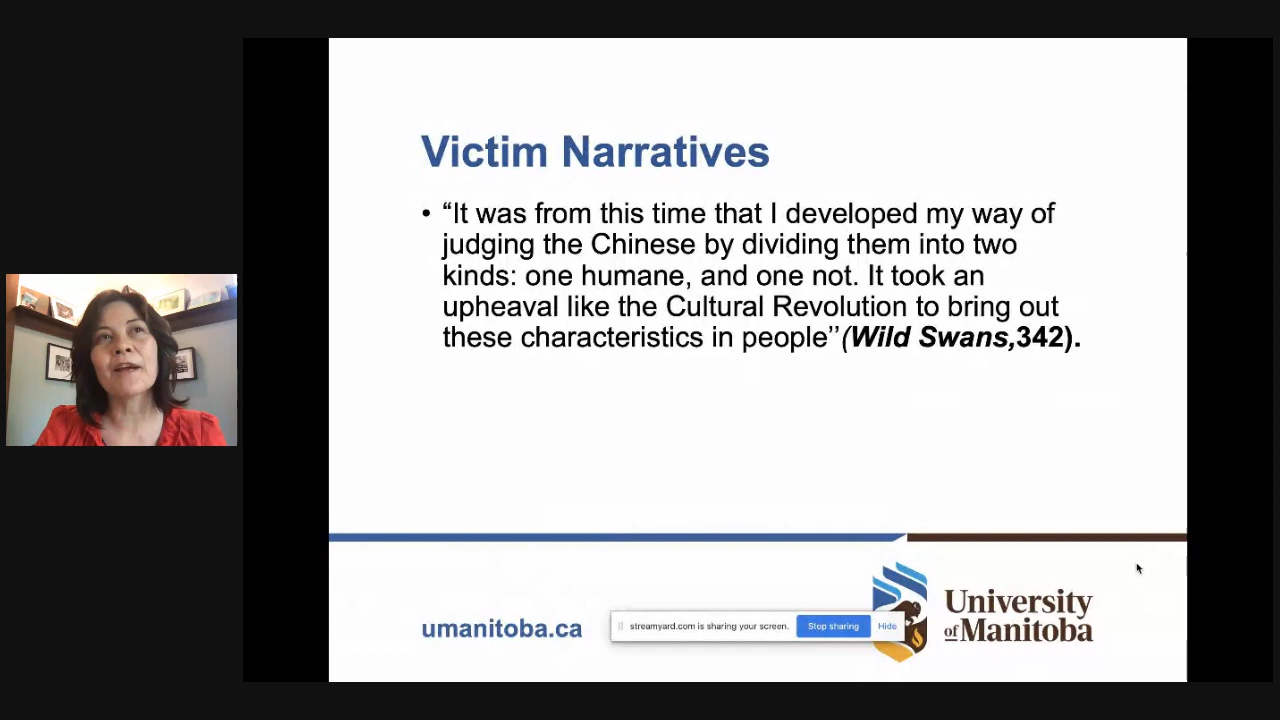 Victim Narratives
• “It was from this time that I developed my way of
judging the Chinese by dividing them into two
kinds: one humane, and one not. It took an
upheaval like the Cultural Revolution to bring out
these characteristics in people’’(Wild Swans,342).
umanitoba.ca
streamyard.com is sharing your screen. Stop sharing Hide
University
of Manitoba